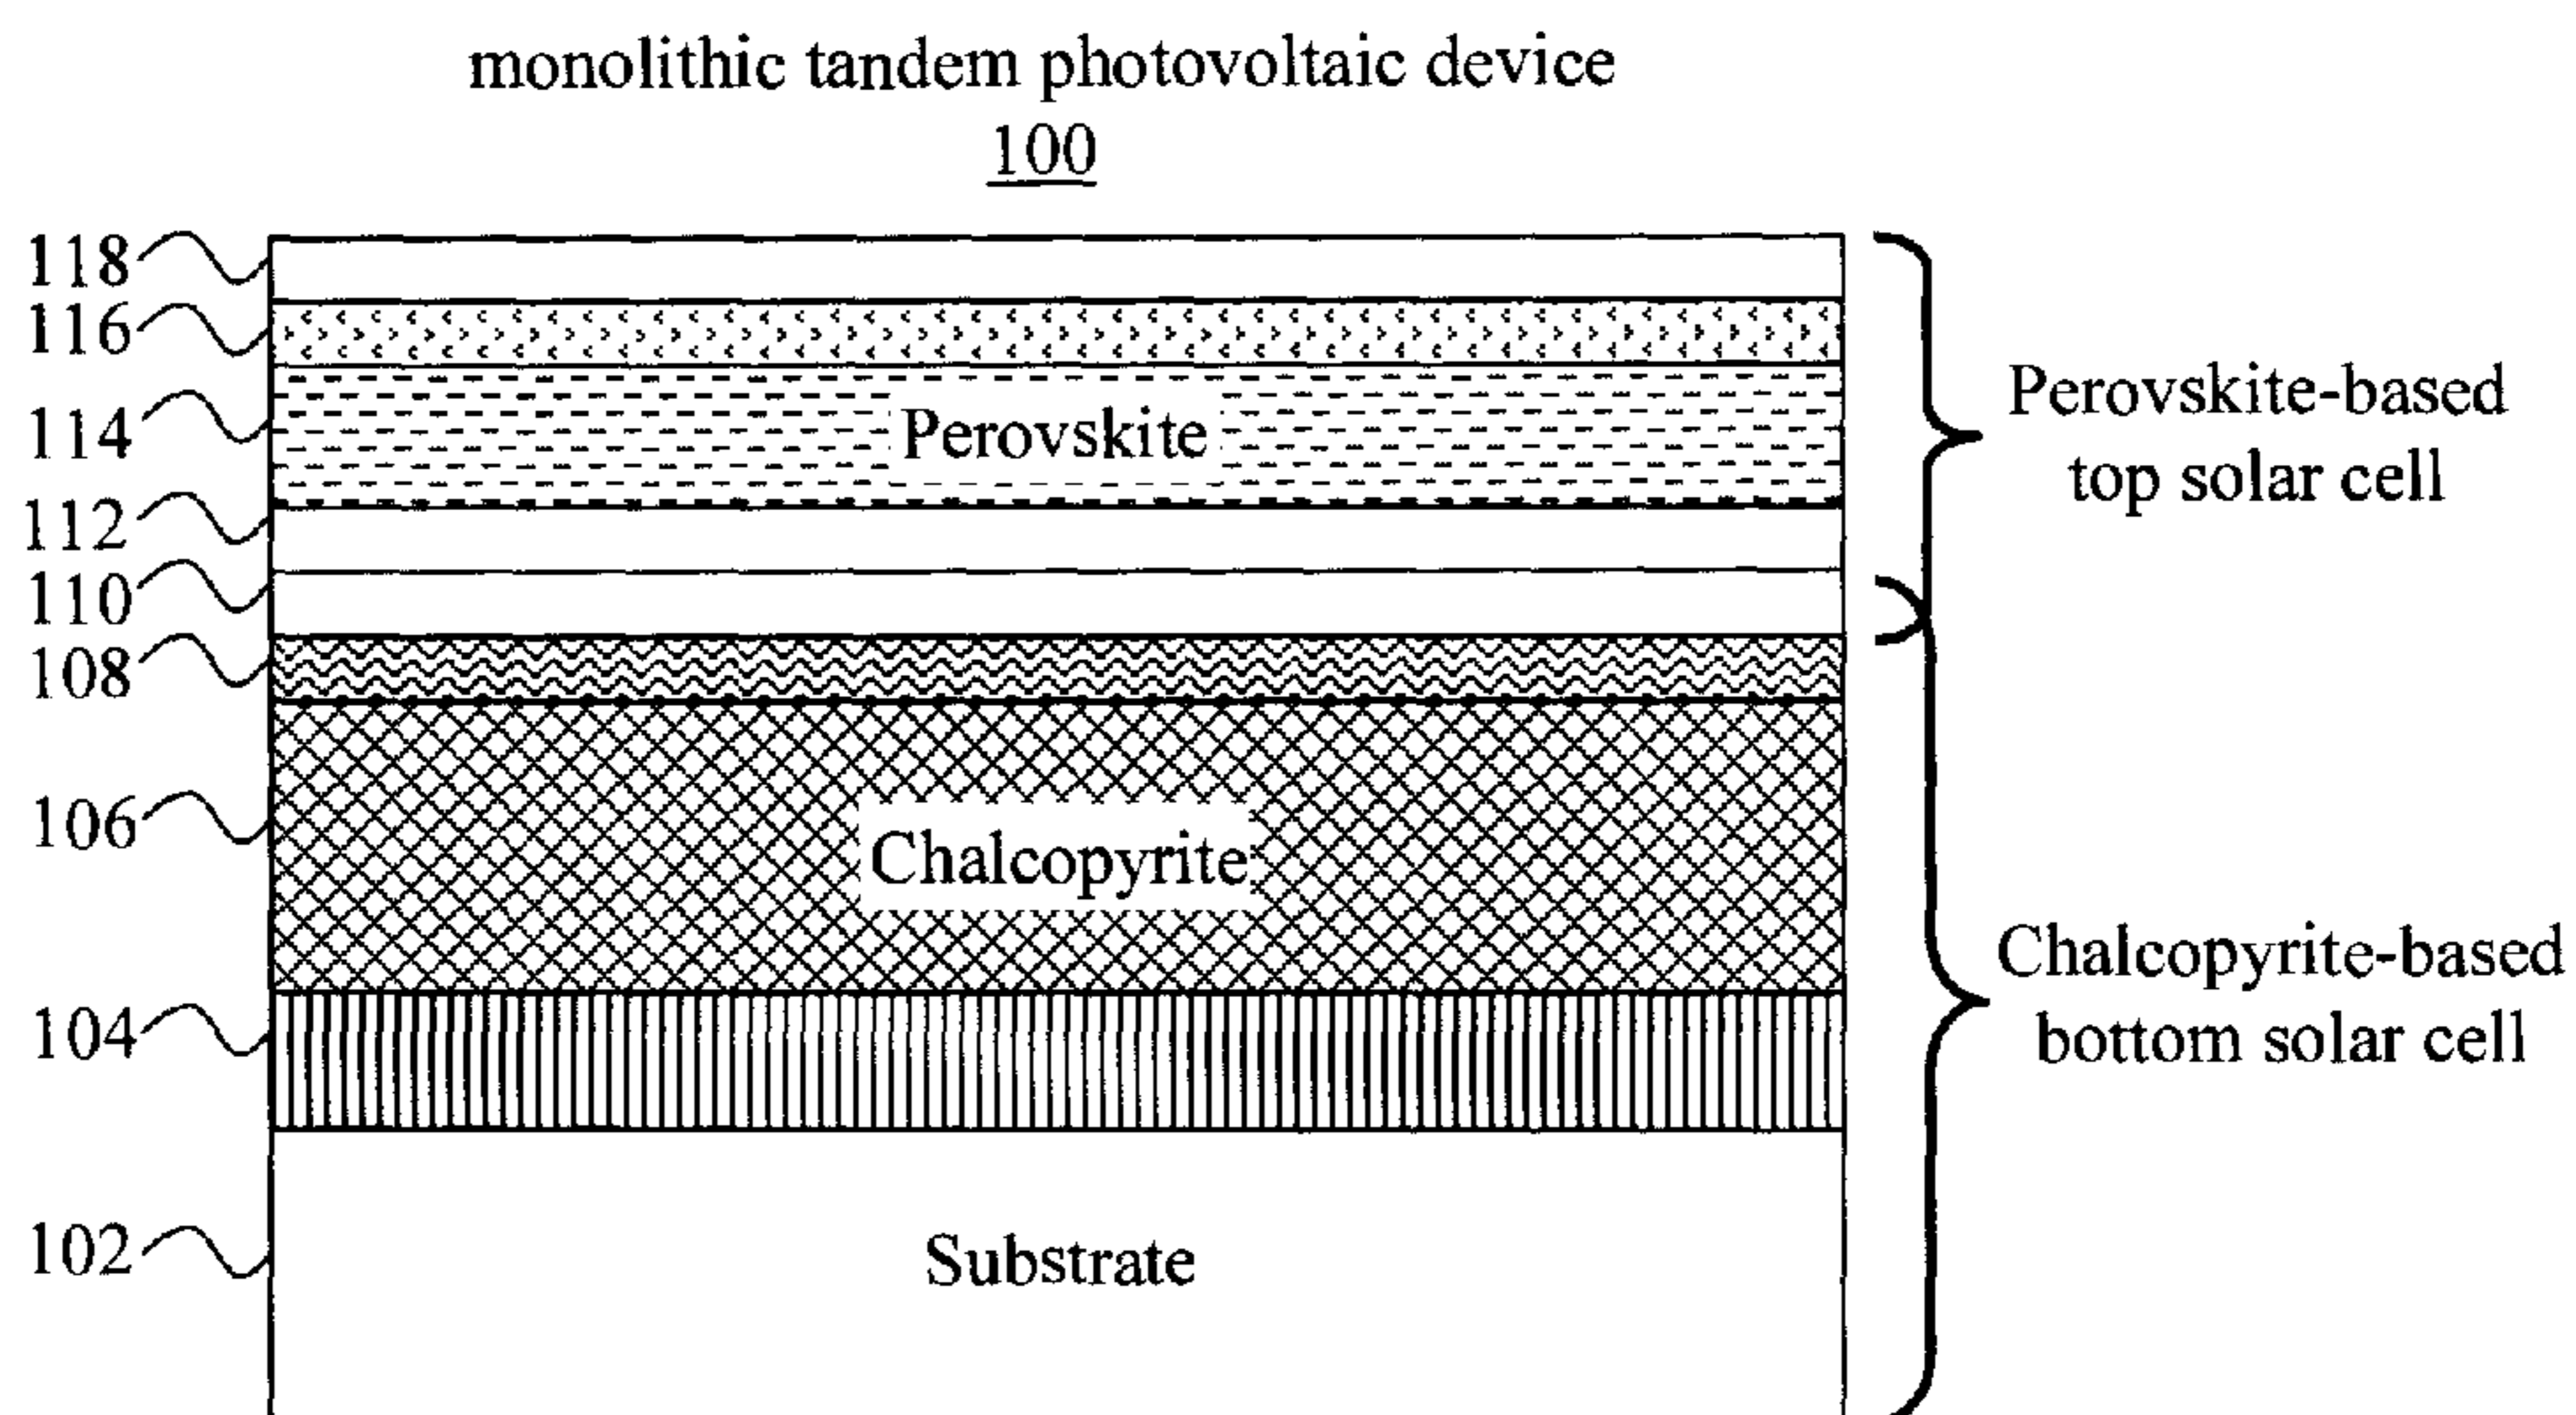 monolithic tandem photovoltaic device
100
118
116
114
112
110
108
106
104
102
Perovskite
Chalcopyrite
Substrate
Perovskite-based
top solar cell
Chalcopyrite-based
bottom solar cell